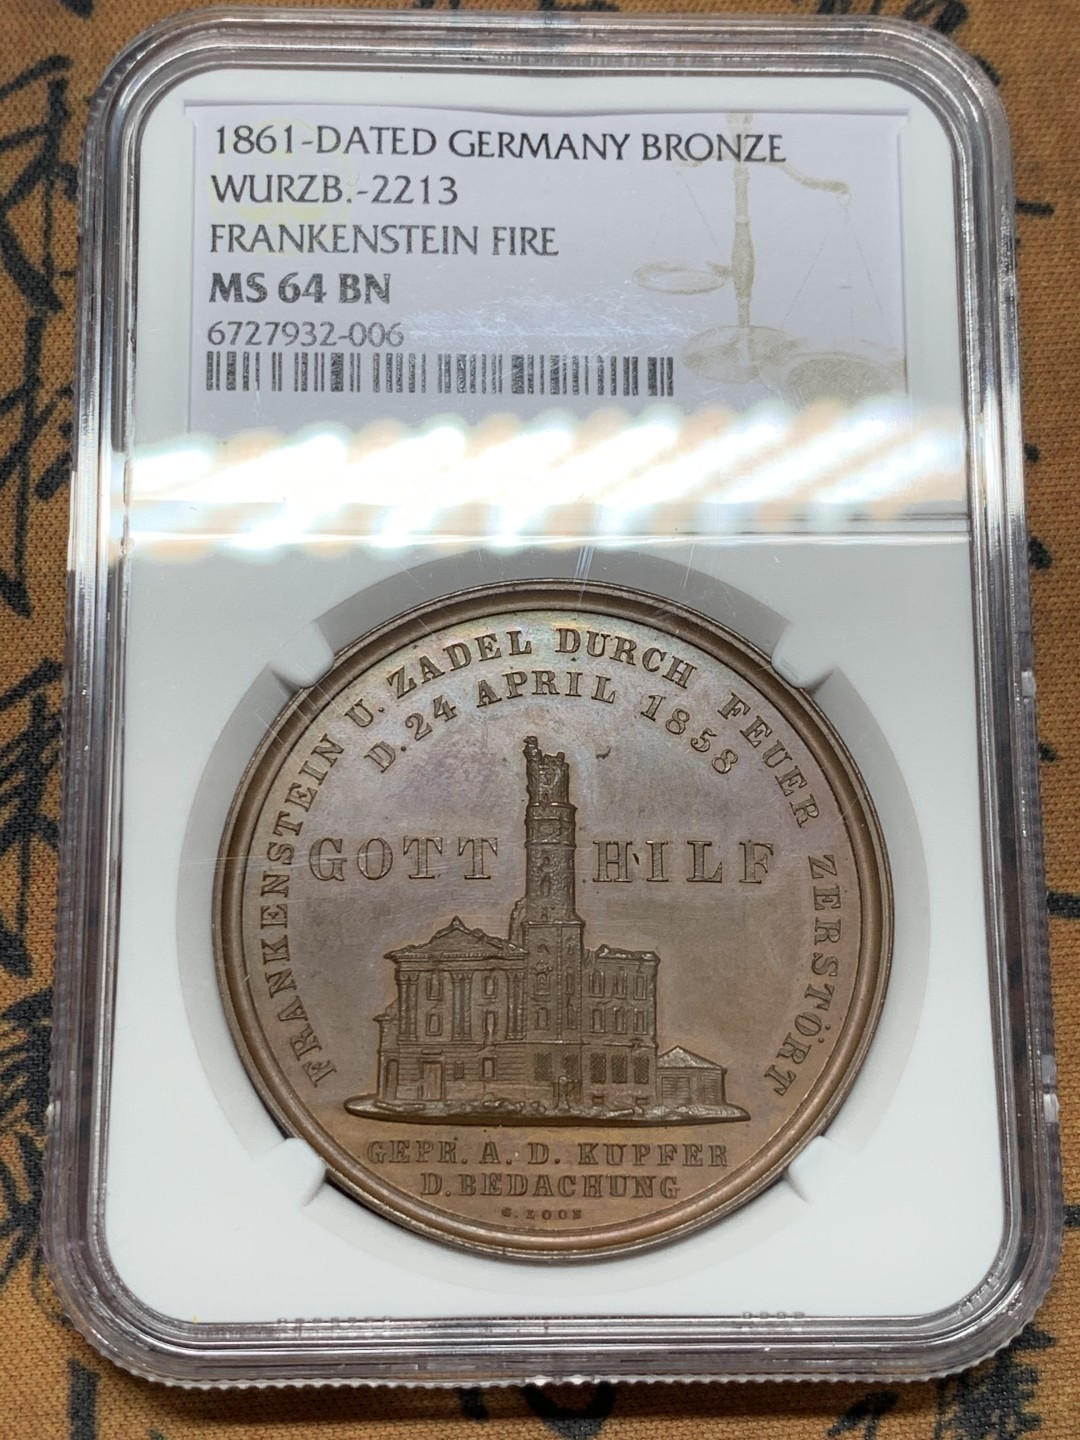 1861-DATED GERMANY BRONZE
WURZB.-2213
FRANKENSTEIN FIRE
MS 64 BN
6727932-006
FRANKENSTEIN U. ZADEL DURCH FEUER ZERSTÖRT
D. 24 APRIL 1858
GOTT HILF
GEPR. A. D. KUPFER
D. BEDACHUNG
G. LOOS